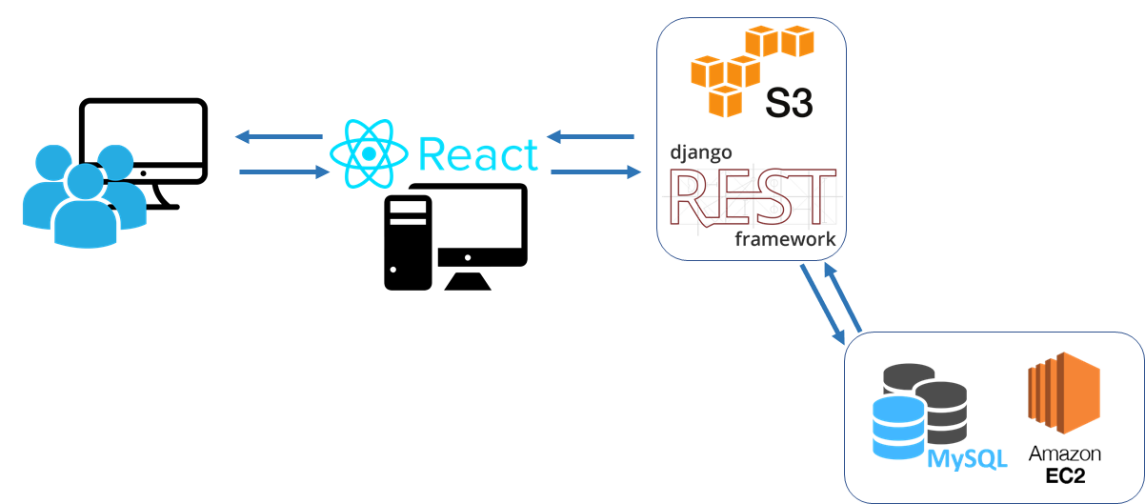 S3
React
django
REST
framework
MySQL
Amazon
EC2